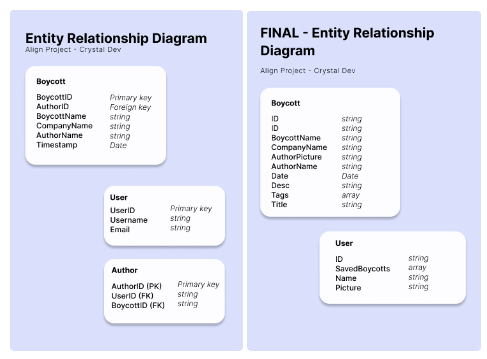 Entity Relationship Diagram
Align Project - Crystal Dev
Boycott
BoycottID Primary key
AuthorID Foreign key
BoycottName string
CompanyName string
AuthorName string
Timestamp Date
User
UserID Primary key
Username string
Email string
Author
AuthorID (PK) Primary key
UserID (FK) string
BoycottID (FK) string
FINAL - Entity Relationship
Diagram
Align Project - Crystal Dev
Boycott
ID string
ID string
BoycottName string
CompanyName string
AuthorPicture string
AuthorName string
Date Date
Desc string
Tags array
Title string
User
ID string
SavedBoycotts array
Name string
Picture string